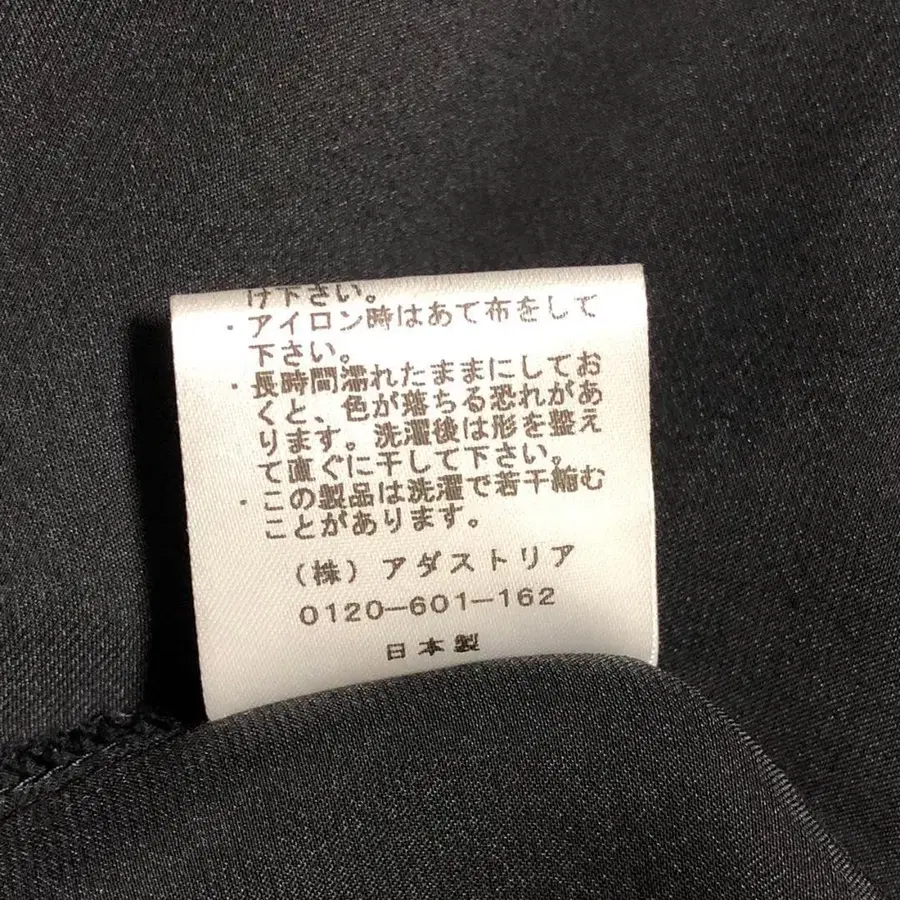 け下さい。
・アイロン時はあて布をして
下さい。
・長時間濡れたままにしてお
くと、色が落ちる恐れがあ
ります。洗濯後は形を整え
て直ぐに干して下さい。
・この製品は洗濯で若干縮む
ことがあります。
(株)アダストリア
0120-601-162
日本製